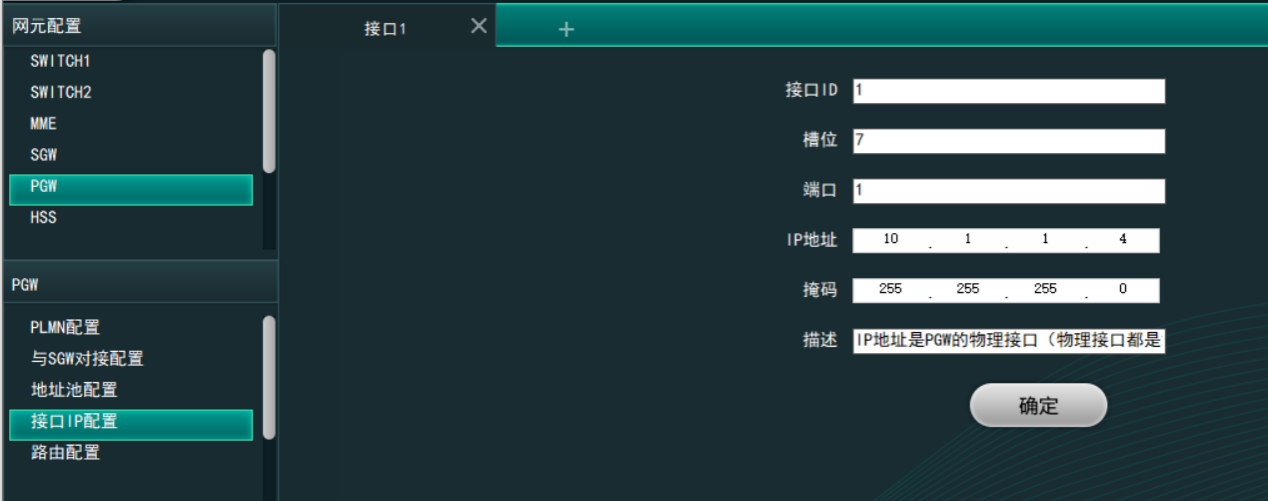 网元配置
SWITCH1
SWITCH2
MME
SGW
PGW
HSS
PGW
PLMN配置
与SGW对接配置
地址池配置
接口IP配置
路由配置
接口1 ×
+
接口ID 1
槽位 7
端口 1
IP地址 10 . 1 . 1 . 4
掩码 255 . 255 . 255 . 0
描述 IP地址是PGW的物理接口（物理接口都是
确定